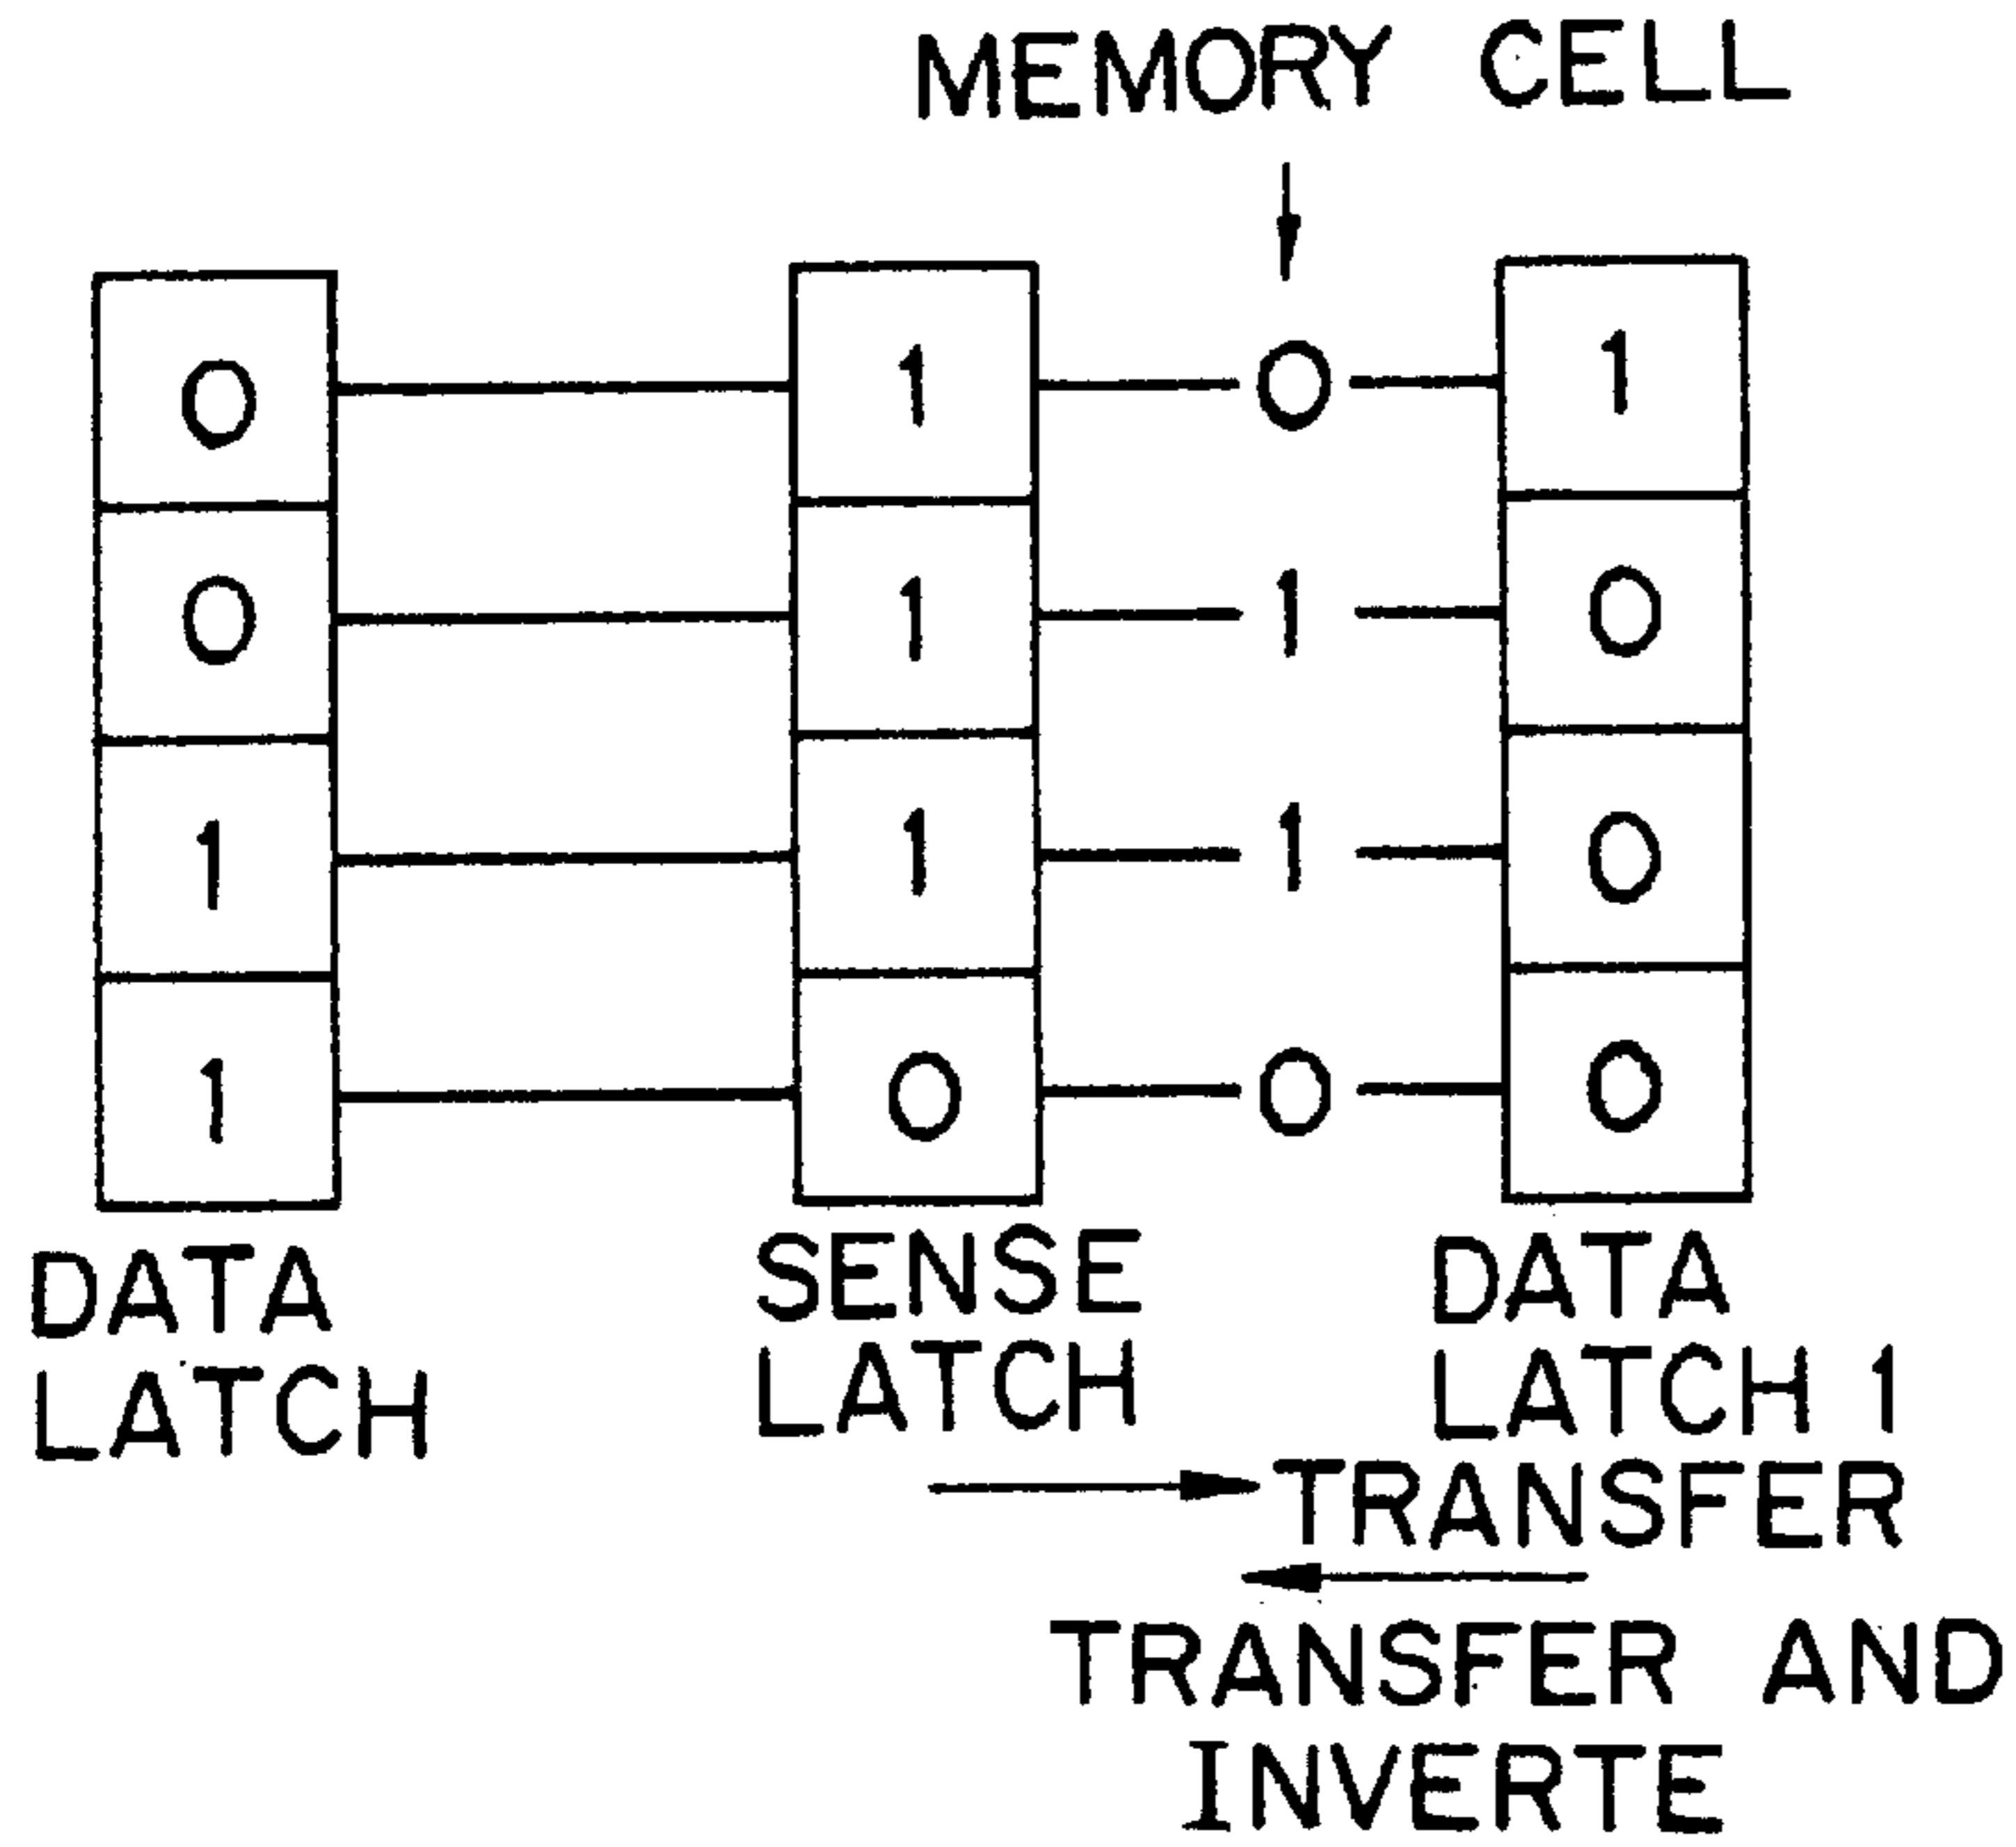 MEMORY CELL
0 1 0 1
0 1 1 0
1 1 1 0
1 0 0 0
DATA LATCH
SENSE LATCH
DATA LATCH 1
TRANSFER
TRANSFER AND
INVERTE